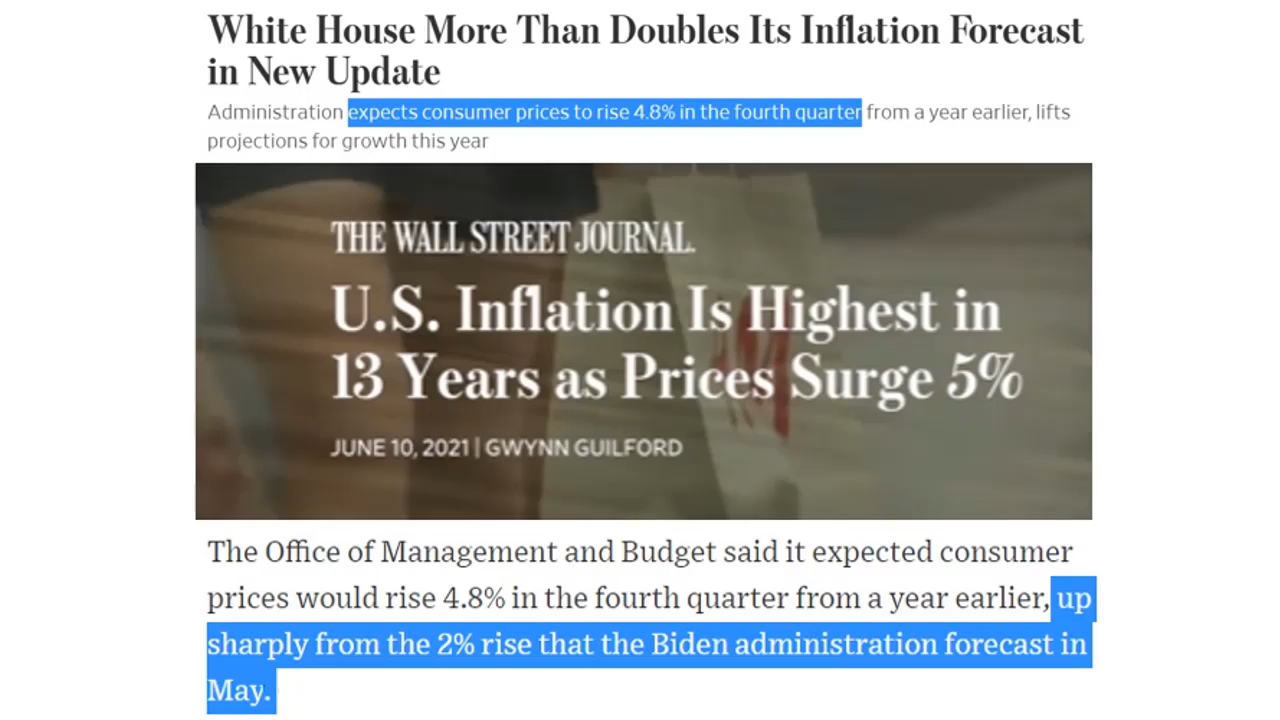 White House More Than Doubles Its Inflation Forecast
in New Update
Administration expects consumer prices to rise 4.8% in the fourth quarter from a year earlier, lifts
projections for growth this year
THE WALL STREET JOURNAL.
U.S. Inflation Is Highest in
13 Years as Prices Surge 5%
JUNE 10, 2021 | GWYNN GUILFORD
The Office of Management and Budget said it expected consumer
prices would rise 4.8% in the fourth quarter from a year earlier, up
sharply from the 2% rise that the Biden administration forecast in
May.